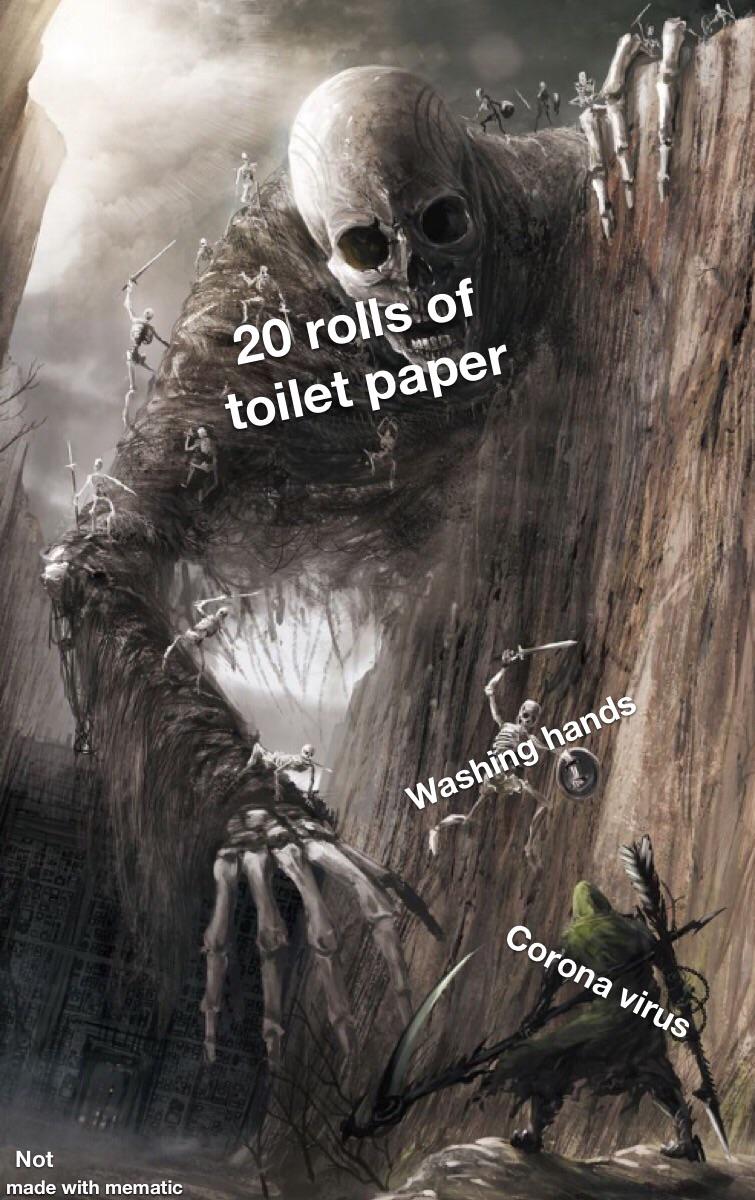 20 rolls of
toilet paper
Washing hands
Corona virus
Not
made with mematic